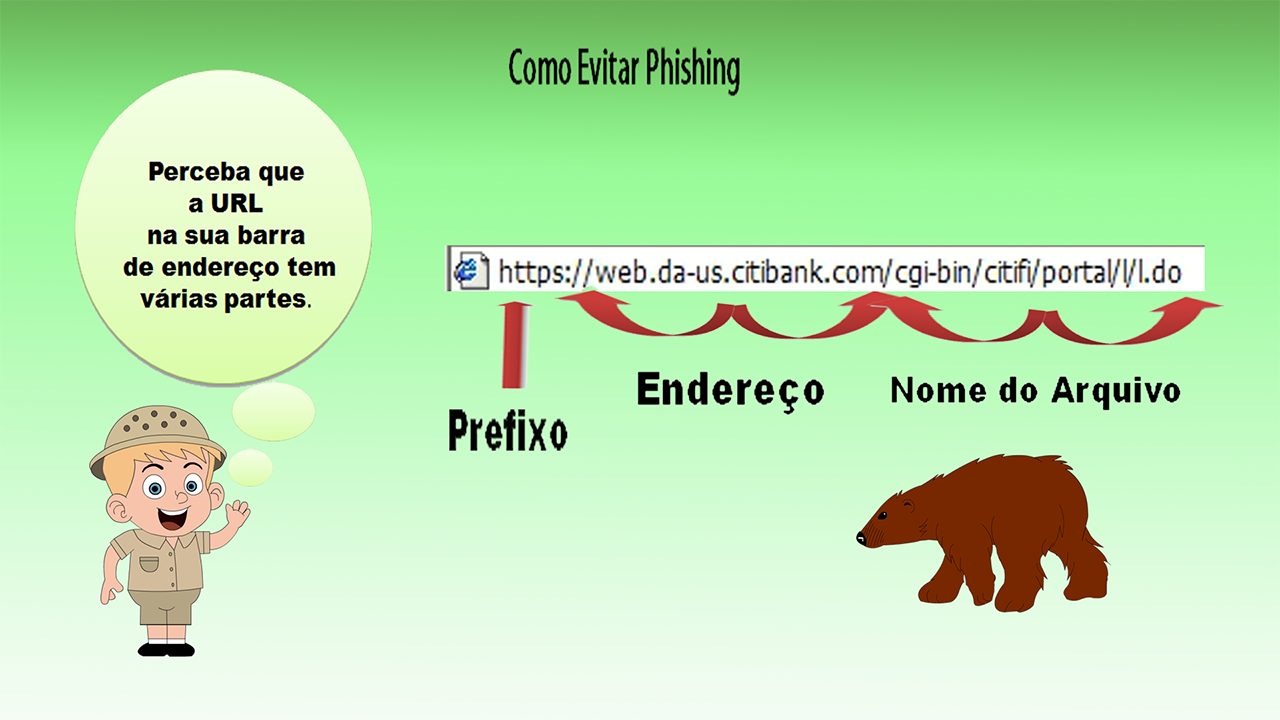 Como Evitar Phishing
Perceba que
a URL
na sua barra
de endereço tem
várias partes.
https://web.da-us.citibank.com/cgi-bin/citifi/portal/l/l.do
Prefixo
Endereço
Nome do Arquivo